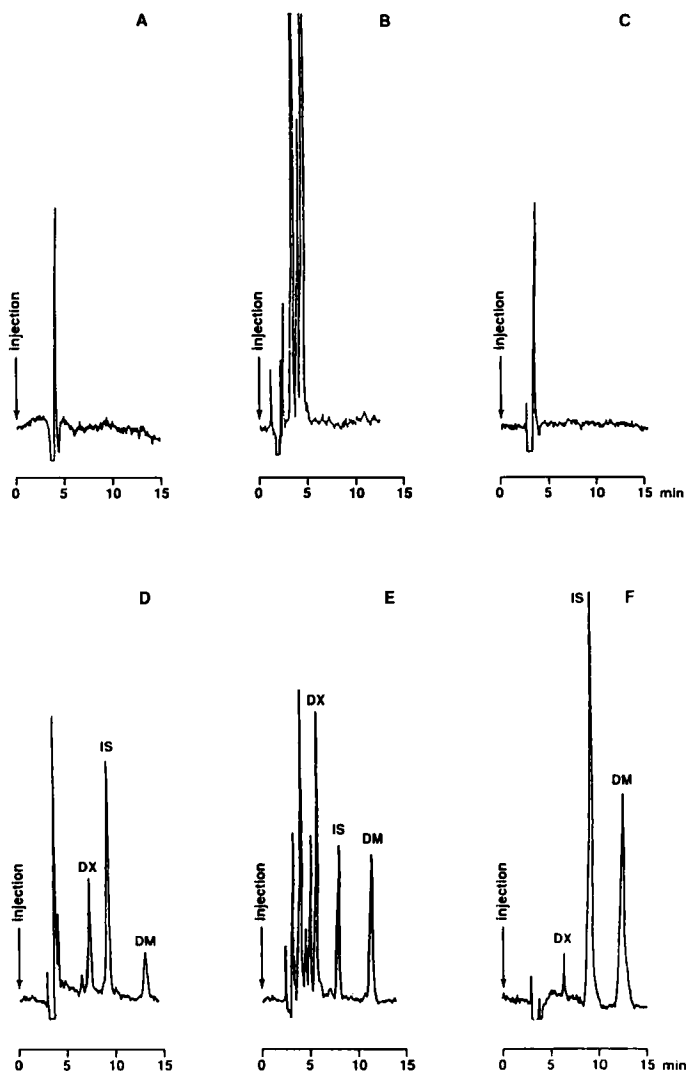 A
B
C
injection
injection
injection
0 5 10 15
0 5 10 15
0 5 10 15 min
D
E
F
DX
IS
DM
DX
IS
DM
IS
DX
DM
injection
injection
injection
0 5 10 15
0 5 10 15
0 5 10 15 min